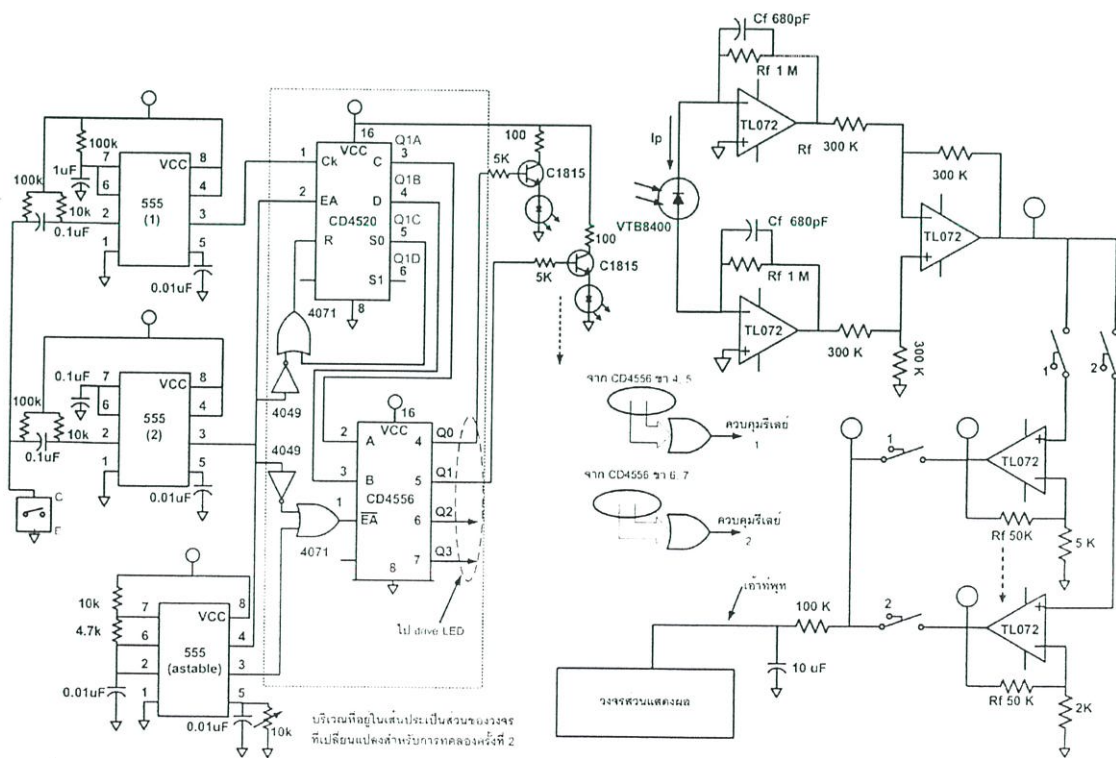 Cf 680pF
Rf 1 M
TL072
Rf
300 K
300 K
Ip
VTB8400
Cf 680pF
Rf 1 M
TL072
300 K
300 K
TL072
1
2
100k
7
VCC
8
1uF
6
4
100k
10k
555
(1)
2
3
0.1uF
1
5
0.01uF
16
VCC
Q1A
1
Ck
C
3
Q1B
2
EA
D
4
CD4520
Q1C
R
S0
5
Q1D
S1
6
8
4071
100
5K
C1815
100
5K
C1815
0.1uF
7
VCC
8
100k
6
4
10k
555
(2)
2
3
0.1uF
1
5
0.01uF
4049
4049
16
VCC
2
A
4
Q0
3
B
5
Q1
CD4556
1
EA
6
Q2
7
Q3
8
4071
C
E
ไป drive LED
10k
7
VCC
8
4.7k
6
4
555
(astable)
2
3
0.01uF
1
5
0.01uF
10k
บริเวณที่อยู่ในเส้นประเป็นส่วนของวงจร
ที่เปลี่ยนแปลงสำหรับการทดลองครั้งที่ 2
จาก CD4556 ขา 4, 5
ควบคุมรีเลย์
1
จาก CD4556 ขา 6, 7
ควบคุมรีเลย์
2
1
TL072
Rf 50K
5 K
เอ้าท์พุท
100 K
2
10 uF
TL072
Rf 50 K
2K
วงจรส่วนแสดงผล